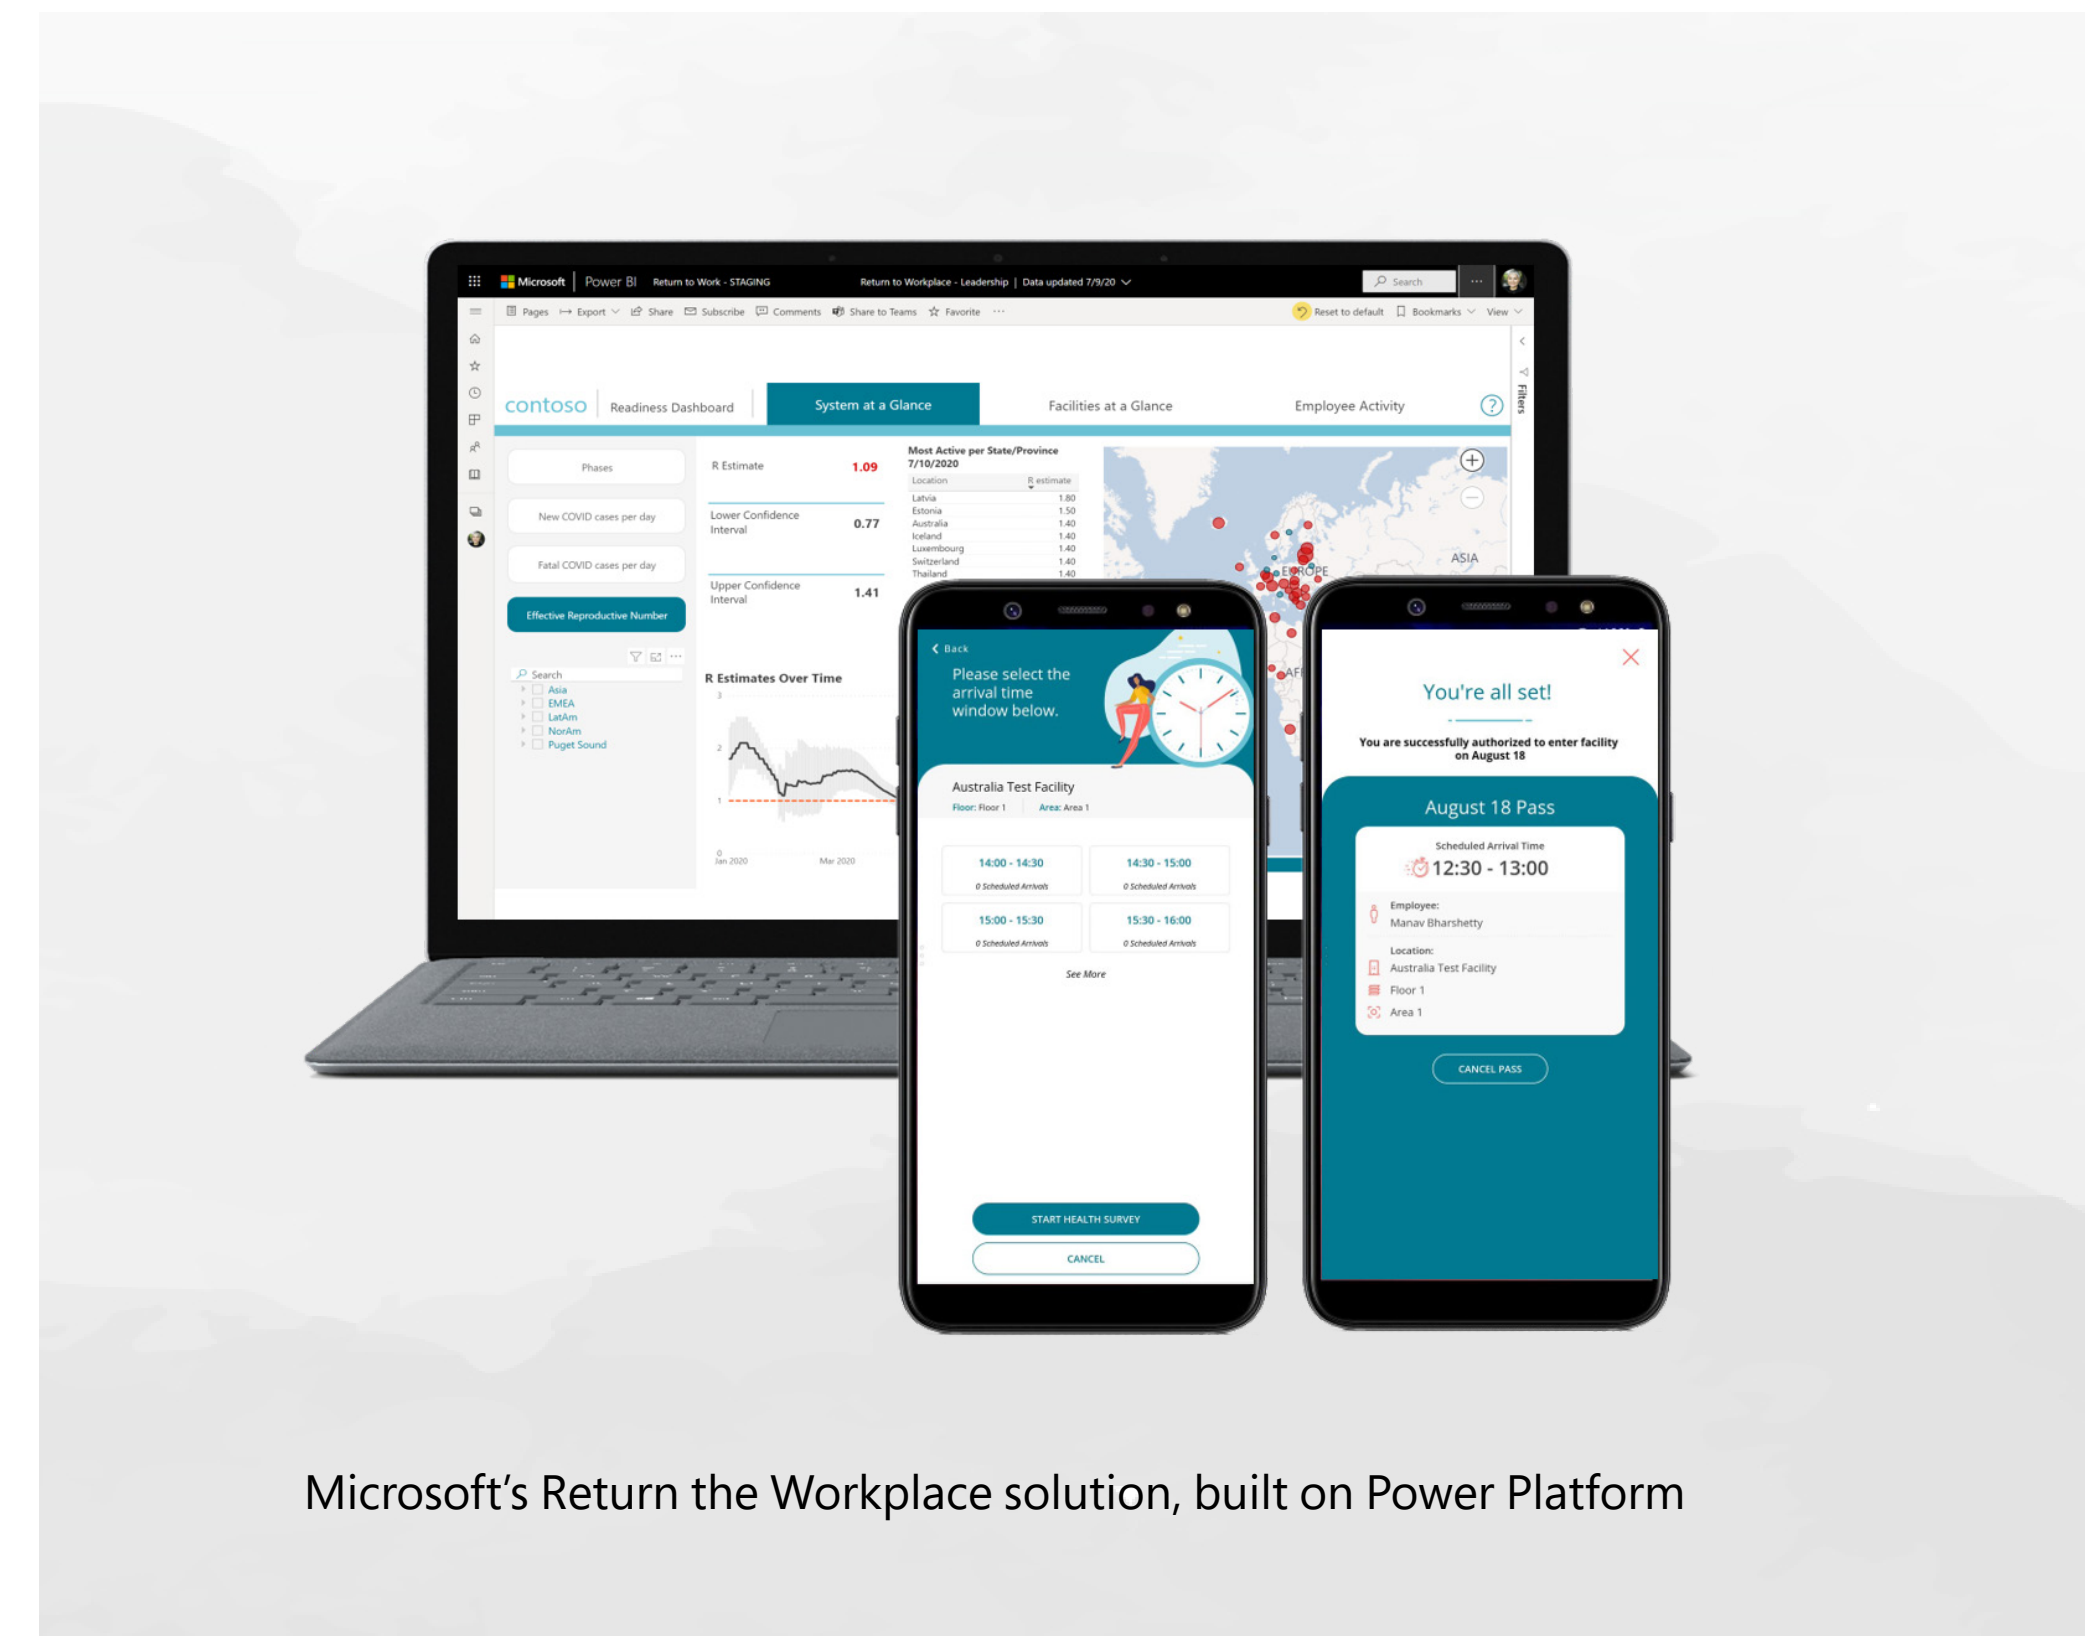 Microsoft Power BI Return to Work - STAGING Return to Workplace - Leadership | Data updated 7/9/20 Search
Pages Export Share Subscribe Comments Share to Teams Favorite Reset to default Bookmarks View
Filters
contoso Readiness Dashboard System at a Glance Facilities at a Glance Employee Activity ?
Phases
New COVID cases per day
Fatal COVID cases per day
Effective Reproductive Number
Search
Asia
EMEA
LatAm
NorAm
Puget Sound
R Estimate 1.09
Lower Confidence
Interval 0.77
Upper Confidence
Interval 1.41
Most Active per State/Province
7/10/2020
Location R estimate
Latvia 1.80
Estonia 1.50
Australia 1.40
Iceland 1.40
Luxembourg 1.40
Switzerland 1.40
Thailand 1.40
ASIA
EUROPE
R Estimates Over Time
3
2
1
0
Jan 2020 Mar 2020
Back
Please select the
arrival time
window below.
Australia Test Facility
Floor: Floor 1 Area: Area 1
14:00 - 14:30 14:30 - 15:00
0 Scheduled Arrivals 0 Scheduled Arrivals
15:00 - 15:30 15:30 - 16:00
0 Scheduled Arrivals 0 Scheduled Arrivals
See More
START HEALTH SURVEY
CANCEL
You're all set!
You are successfully authorized to enter facility
on August 18
August 18 Pass
Scheduled Arrival Time
12:30 - 13:00
Employee:
Manav Bharshetty
Location:
Australia Test Facility
Floor 1
Area 1
CANCEL PASS
Microsoft’s Return the Workplace solution, built on Power Platform